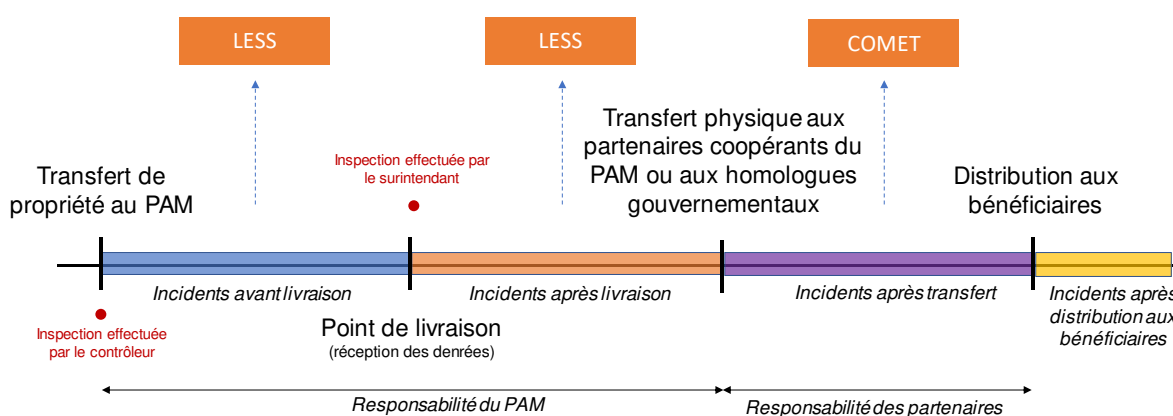 LESS
LESS
COMET
Transfert physique aux
partenaires coopérants du
PAM ou aux homologues
gouvernementaux
Inspection effectuée par
le surintendant
Transfert de
propriété au PAM
Distribution aux
bénéficiaires
Incidents avant livraison
Incidents après livraison
Incidents après transfert
Incidents après
distribution aux
bénéficiaires
Inspection effectuée
par le contrôleur
Point de livraison
(réception des denrées)
Responsabilité du PAM
Responsabilité des partenaires